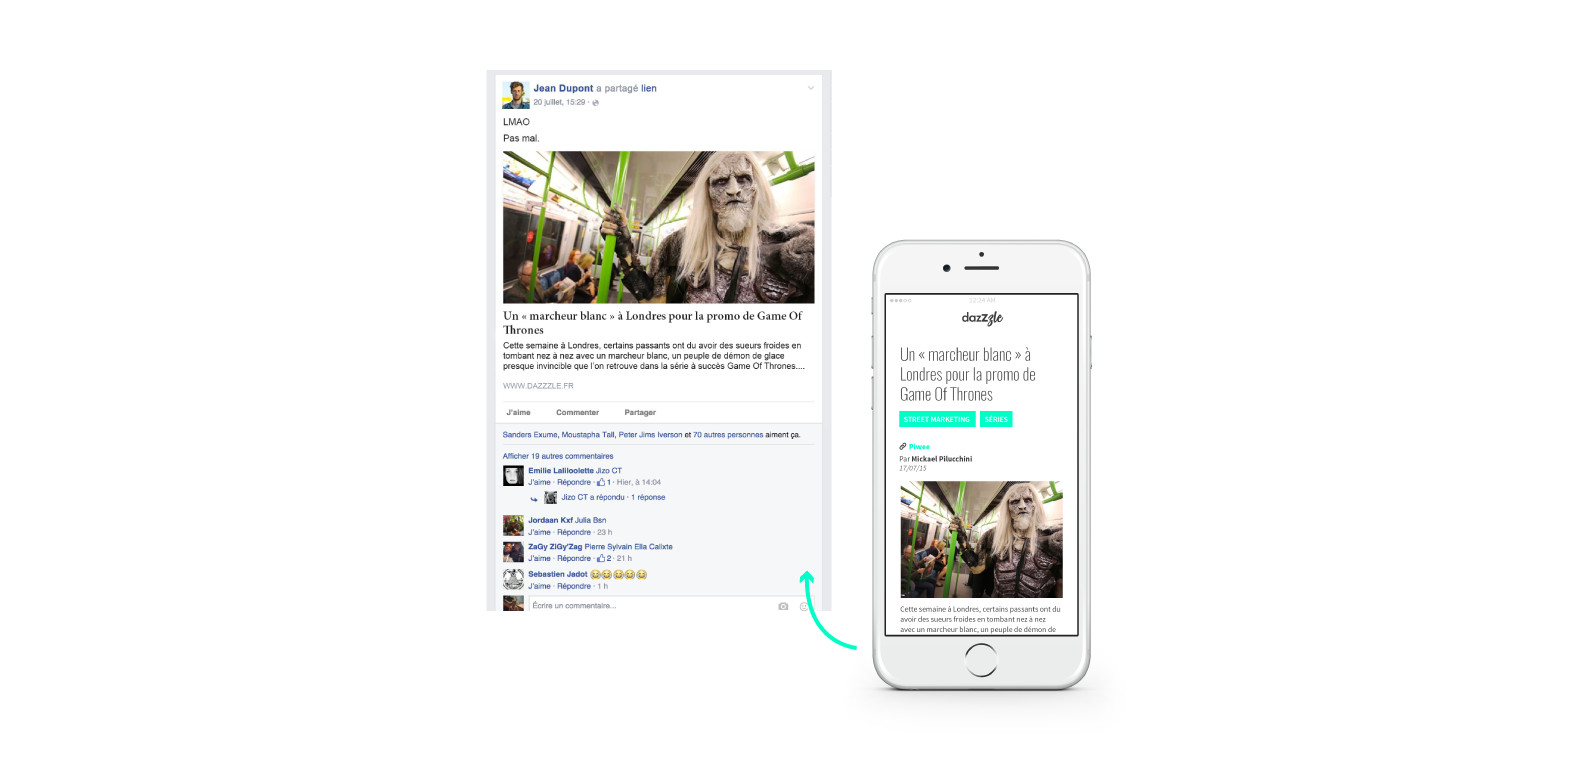 Jean Dupont a partagé lien
20 juillet, 15:29 ·
LMAO
Pas mal.
Un « marcheur blanc » à Londres pour la promo de Game Of
Thrones
Cette semaine à Londres, certains passants ont du avoir des sueurs froides en
tombant nez à nez avec un marcheur blanc, un peuple de démon de glace
presque invincible que l'on retrouve dans la série à succès Game Of Thrones....
WWW.DAZZZLE.FR
J'aime Commenter Partager
Sanders Exume, Moustapha Tall, Peter Jims Iverson et 70 autres personnes aiment ça.
Afficher 19 autres commentaires
Emilie Laliloolette Jizo CT
J'aime · Répondre · 1 · Hier, à 14:04
Jizo CT a répondu · 1 réponse
Jordaan Kxf Julia Bsn
J'aime · Répondre · 23 h
ZaGy ZiGy'Zag Pierre Sylvain Ella Calixte
J'aime · Répondre · 2 · 21 h
Sebastien Jadot 😂😂😂😂😂
J'aime · Répondre · 1 h
Écrire un commentaire...
12:24 AM
dazzzle
Un « marcheur blanc » à
Londres pour la promo de
Game Of Thrones
STREET MARKETING SÉRIES
Piwee
Par Mickael Pilucchini
17/07/15
Cette semaine à Londres, certains passants ont du
avoir des sueurs froides en tombant nez à nez
avec un marcheur blanc, un peuple de démon de